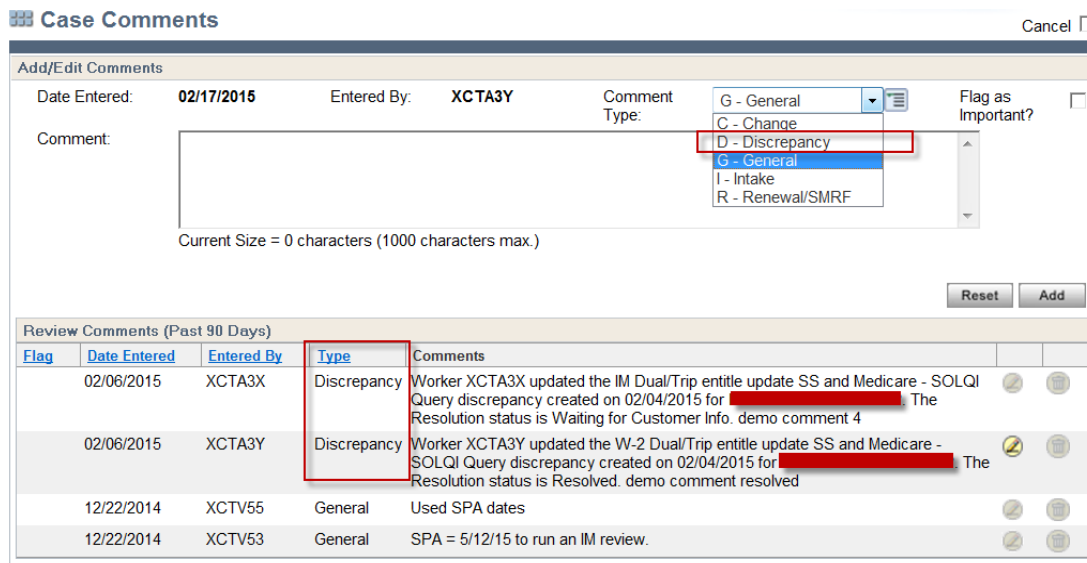 Case Comments
Cancel
Add/Edit Comments
Date Entered: 02/17/2015 Entered By: XCTA3Y Comment Type: G - General Flag as Important?
C - Change
D - Discrepancy
G - General
I - Intake
R - Renewal/SMRF
Comment:
Current Size = 0 characters (1000 characters max.)
Reset Add
Review Comments (Past 90 Days)
Flag Date Entered Entered By Type Comments
02/06/2015 XCTA3X Discrepancy Worker XCTA3X updated the IM Dual/Trip entitle update SS and Medicare - SOLQI
Query discrepancy created on 02/04/2015 for . The
Resolution status is Waiting for Customer Info. demo comment 4
02/06/2015 XCTA3Y Discrepancy Worker XCTA3Y updated the W-2 Dual/Trip entitle update SS and Medicare -
SOLQI Query discrepancy created on 02/04/2015 for . The
Resolution status is Resolved. demo comment resolved
12/22/2014 XCTV55 General Used SPA dates
12/22/2014 XCTV53 General SPA = 5/12/15 to run an IM review.